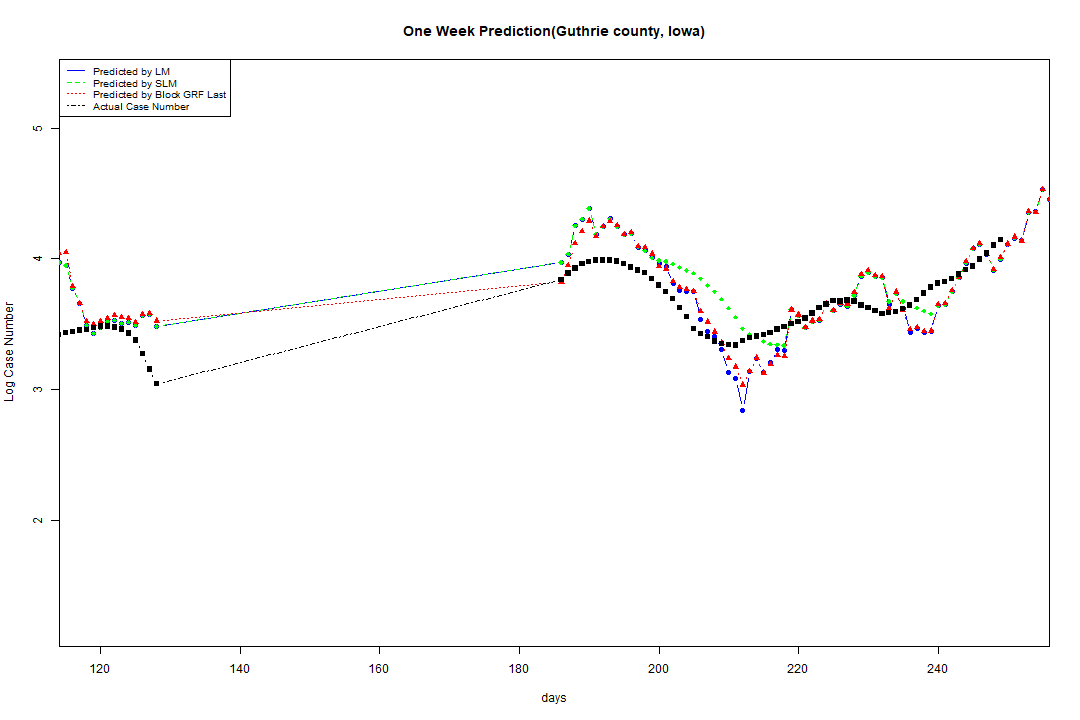 One Week Prediction(Guthrie county, Iowa)
Predicted by LM
Predicted by SLM
Predicted by Block GRF Last
Actual Case Number
5
4
3
2
Log Case Number
120 140 160 180 200 220 240
days